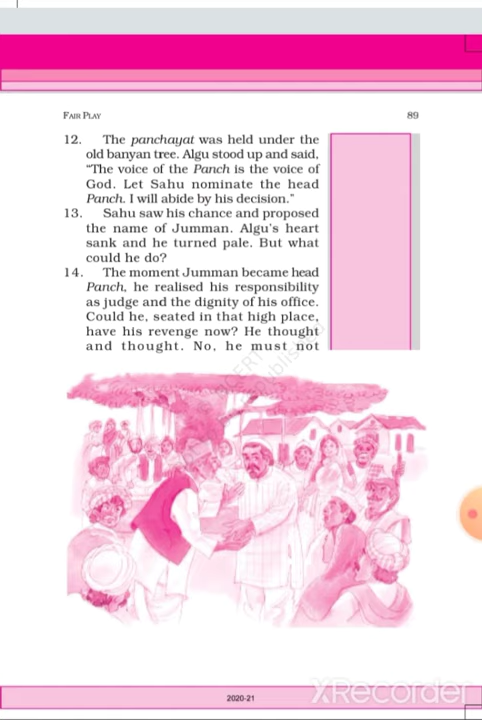 FAIR PLAY 89
12. The panchayat was held under the
old banyan tree. Algu stood up and said,
“The voice of the Panch is the voice of
God. Let Sahu nominate the head
Panch. I will abide by his decision.”
13. Sahu saw his chance and proposed
the name of Jumman. Algu's heart
sank and he turned pale. But what
could he do?
14. The moment Jumman became head
Panch, he realised his responsibility
as judge and the dignity of his office.
Could he, seated in that high place,
have his revenge now? He thought
and thought. No, he must not
2020-21
XRecorder